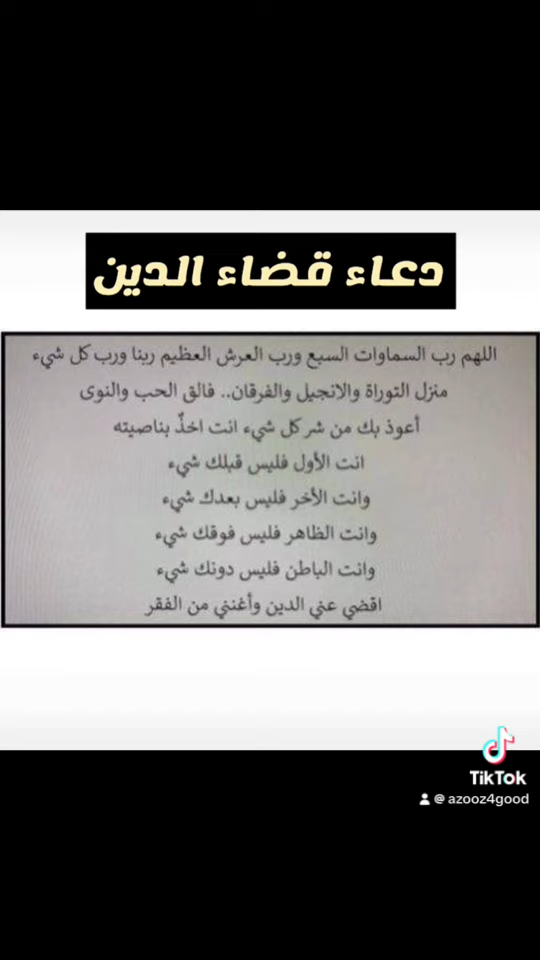 دعاء قضاء الدين
اللهم رب السماوات السبع ورب العرش العظيم ربنا ورب كل شيء
منزل التوراة والانجيل والفرقان.. فالق الحب والنوى
أعوذ بك من شر كل شيء انت اخذٌ بناصيته
انت الأول فليس قبلك شيء
وانت الأخر فليس بعدك شيء
وانت الظاهر فليس فوقك شيء
وانت الباطن فليس دونك شيء
اقضي عني الدين وأغنني من الفقر
TikTok
@ azooz4good